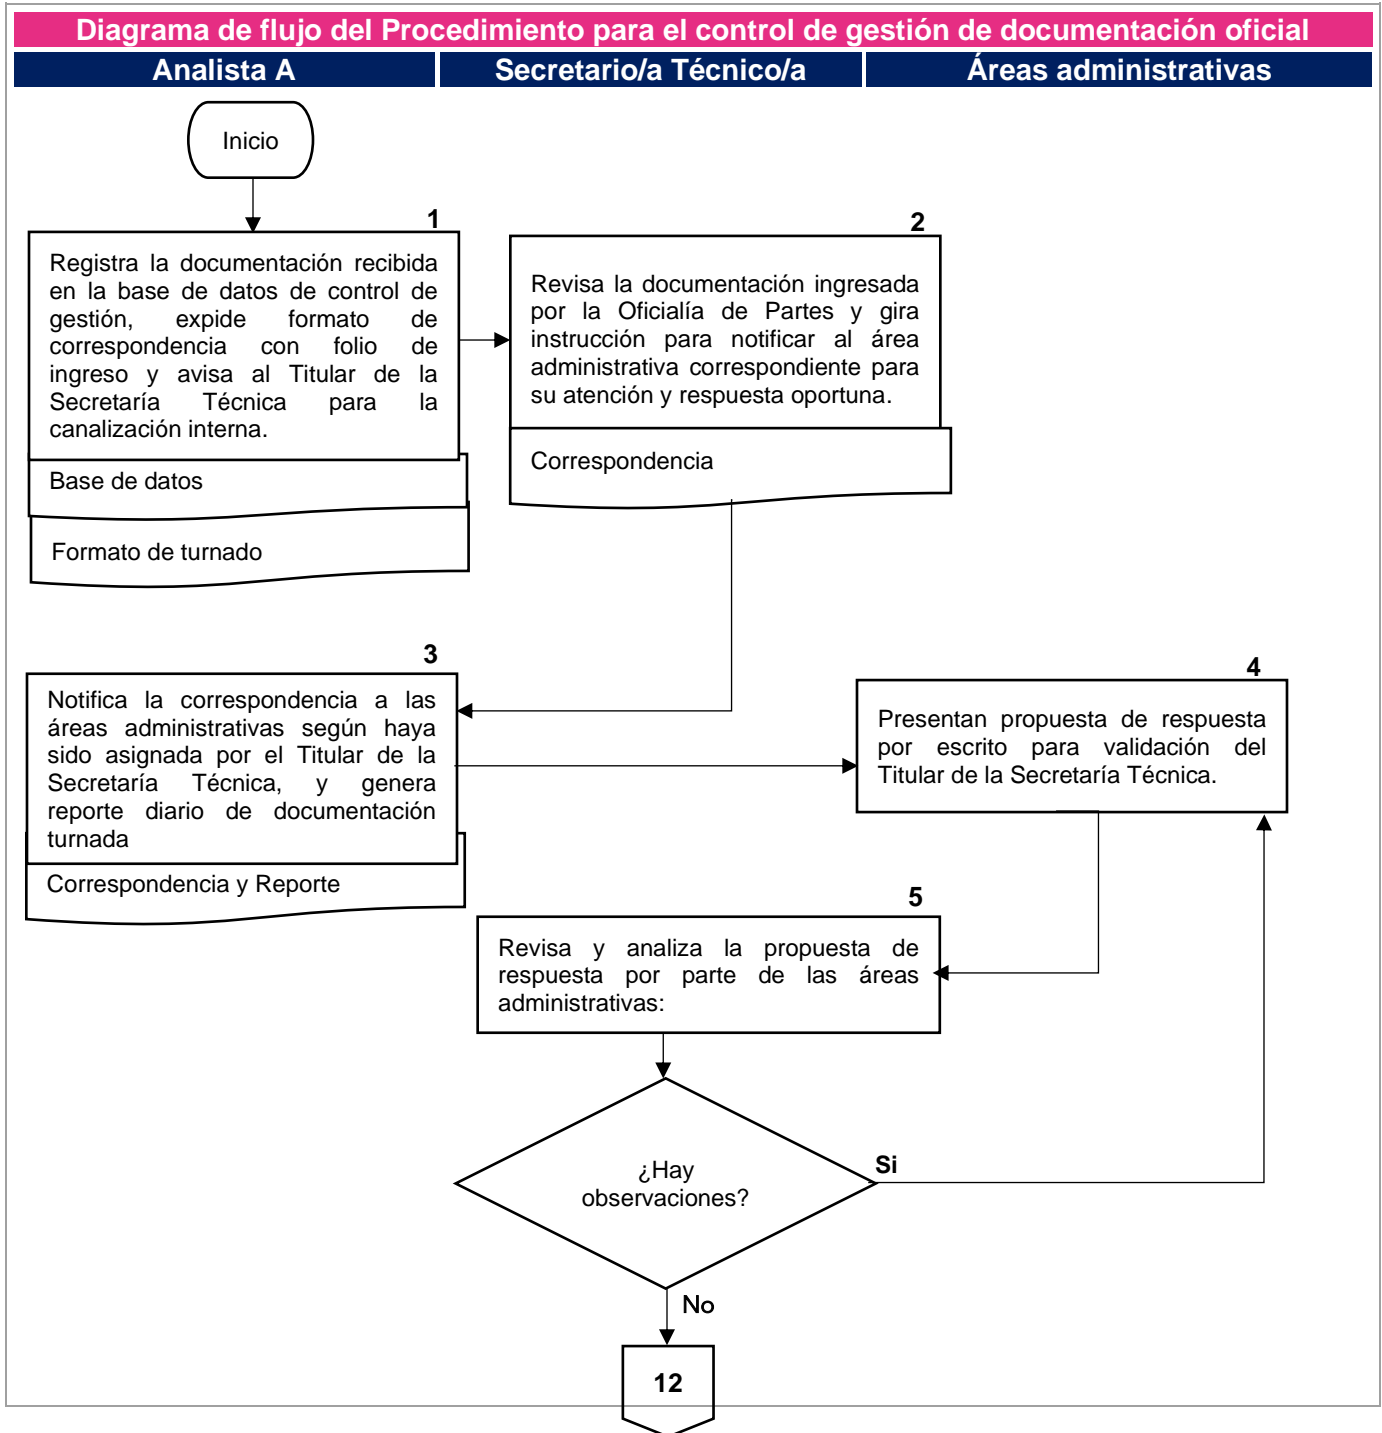 Diagrama de flujo del Procedimiento para el control de gestión de documentación oficial
Analista A
Secretario/a Técnico/a
Áreas administrativas
Inicio
1
Registra la documentación recibida
en la base de datos de control de
gestión, expide formato de
correspondencia con folio de
ingreso y avisa al Titular de la
Secretaría Técnica para la
canalización interna.
Base de datos
Formato de turnado
2
Revisa la documentación ingresada
por la Oficialía de Partes y gira
instrucción para notificar al área
administrativa correspondiente para
su atención y respuesta oportuna.
Correspondencia
3
Notifica la correspondencia a las
áreas administrativas según haya
sido asignada por el Titular de la
Secretaría Técnica, y genera
reporte diario de documentación
turnada
Correspondencia y Reporte
4
Presentan propuesta de respuesta
por escrito para validación del
Titular de la Secretaría Técnica.
5
Revisa y analiza la propuesta de
respuesta por parte de las áreas
administrativas:
¿Hay
observaciones?
Si
No
12